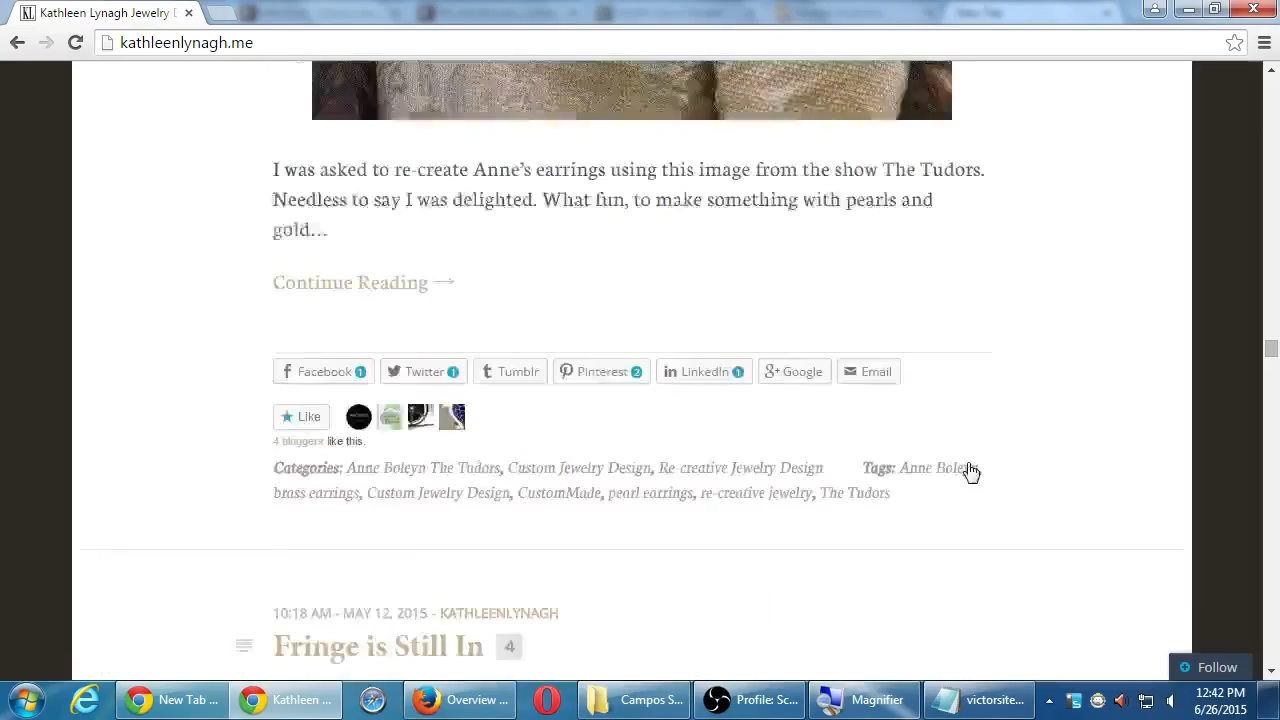 Kathleen Lynagh Jewelry D
kathleenlynagh.me
I was asked to re-create Anne's earrings using this image from the show The Tudors.
Needless to say I was delighted. What fun, to make something with pearls and
gold…
Continue Reading →
Facebook 1 Twitter 1 Tumblr Pinterest 2 LinkedIn 1 Google Email
Like
4 bloggers like this.
Categories: Anne Boleyn The Tudors, Custom Jewelry Design, Re-creative Jewelry Design Tags: Anne Boleyn,
brass earrings, Custom Jewelry Design, CustomMade, pearl earrings, re-creative jewelry, The Tudors
10:18 AM - MAY 12, 2015 - KATHLEENLYNAGH
Fringe is Still In 4
Follow
New Tab ... Kathleen ... Overview ... Campos S... Profile: Sc... Magnifier victorsite...
12:42 PM
6/26/2015